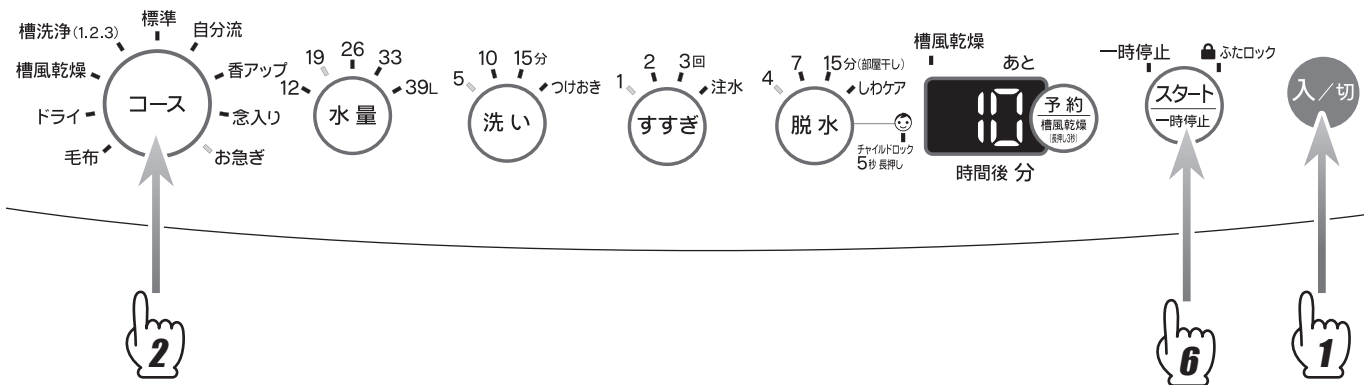 標準
槽洗浄(1.2.3)
自分流
槽風乾燥
香アップ
ドライ
念入り
毛布
お急ぎ
コース
12
19
26
33
39L
水量
5
10
15分
つけおき
洗い
1
2
3回
注水
すすぎ
4
7
15分(部屋干し)
しわケア
脱水
チャイルドロック
5秒 長押し
槽風乾燥
あと
10
時間後 分
予約
槽風乾燥
(長押し3秒)
一時停止
ふたロック
スタート
一時停止
入/切
2
6
1